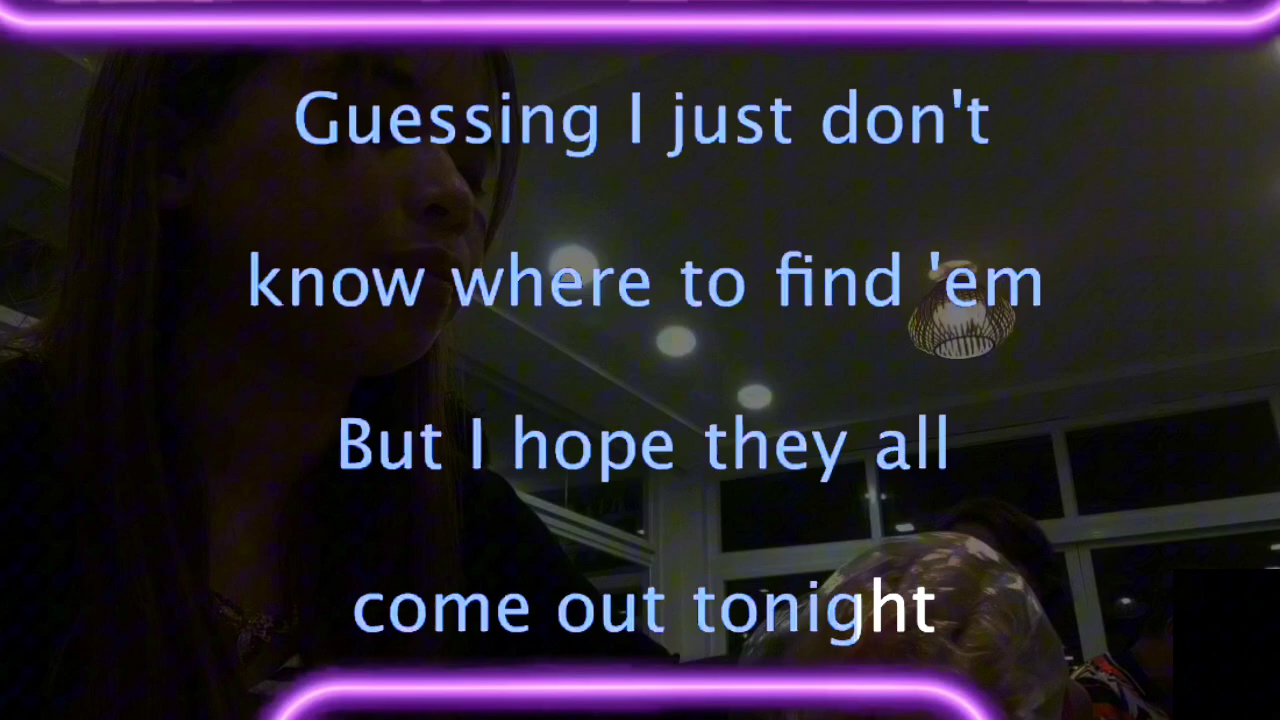 Guessing I just don't
know where to find 'em
But I hope they all
come out tonight